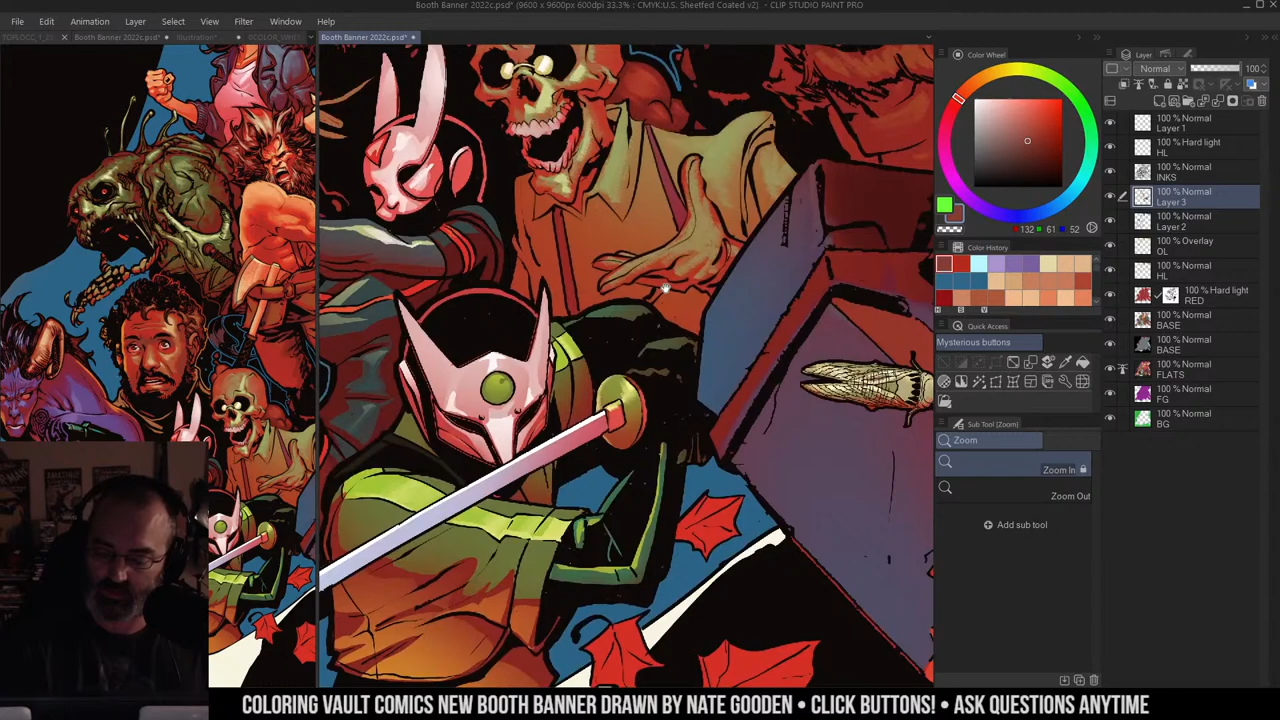 Booth Banner 2022c.psd* (9600 x 9600px 600dpi 33.3% : CMYK:U.S. Sheetfed Coated v2) - CLIP STUDIO PAINT PRO
File Edit Animation Layer Select View Filter Window Help
Booth Banner 2022c.psd* Illustration* Booth Banner 2022c.psd*
Color Wheel
132 61 52
Color History
H S V
Quick Access
Mysterious buttons
Sub Tool [Zoom]
Zoom
Zoom In
Zoom Out
Add sub tool
Layer
Normal 100
100 % Normal
Layer 1
100 % Hard light
HL
100 % Normal
INKS
100 % Normal
Layer 3
100 % Normal
Layer 2
100 % Overlay
OL
100 % Normal
HL
100 % Hard light
RED
100 % Normal
BASE
100 % Normal
BASE
100 % Normal
FLATS
100 % Normal
FG
100 % Normal
BG
COLORING VAULT COMICS NEW BOOTH BANNER DRAWN BY NATE GOODEN • CLICK BUTTONS! • ASK QUESTIONS ANYTIME